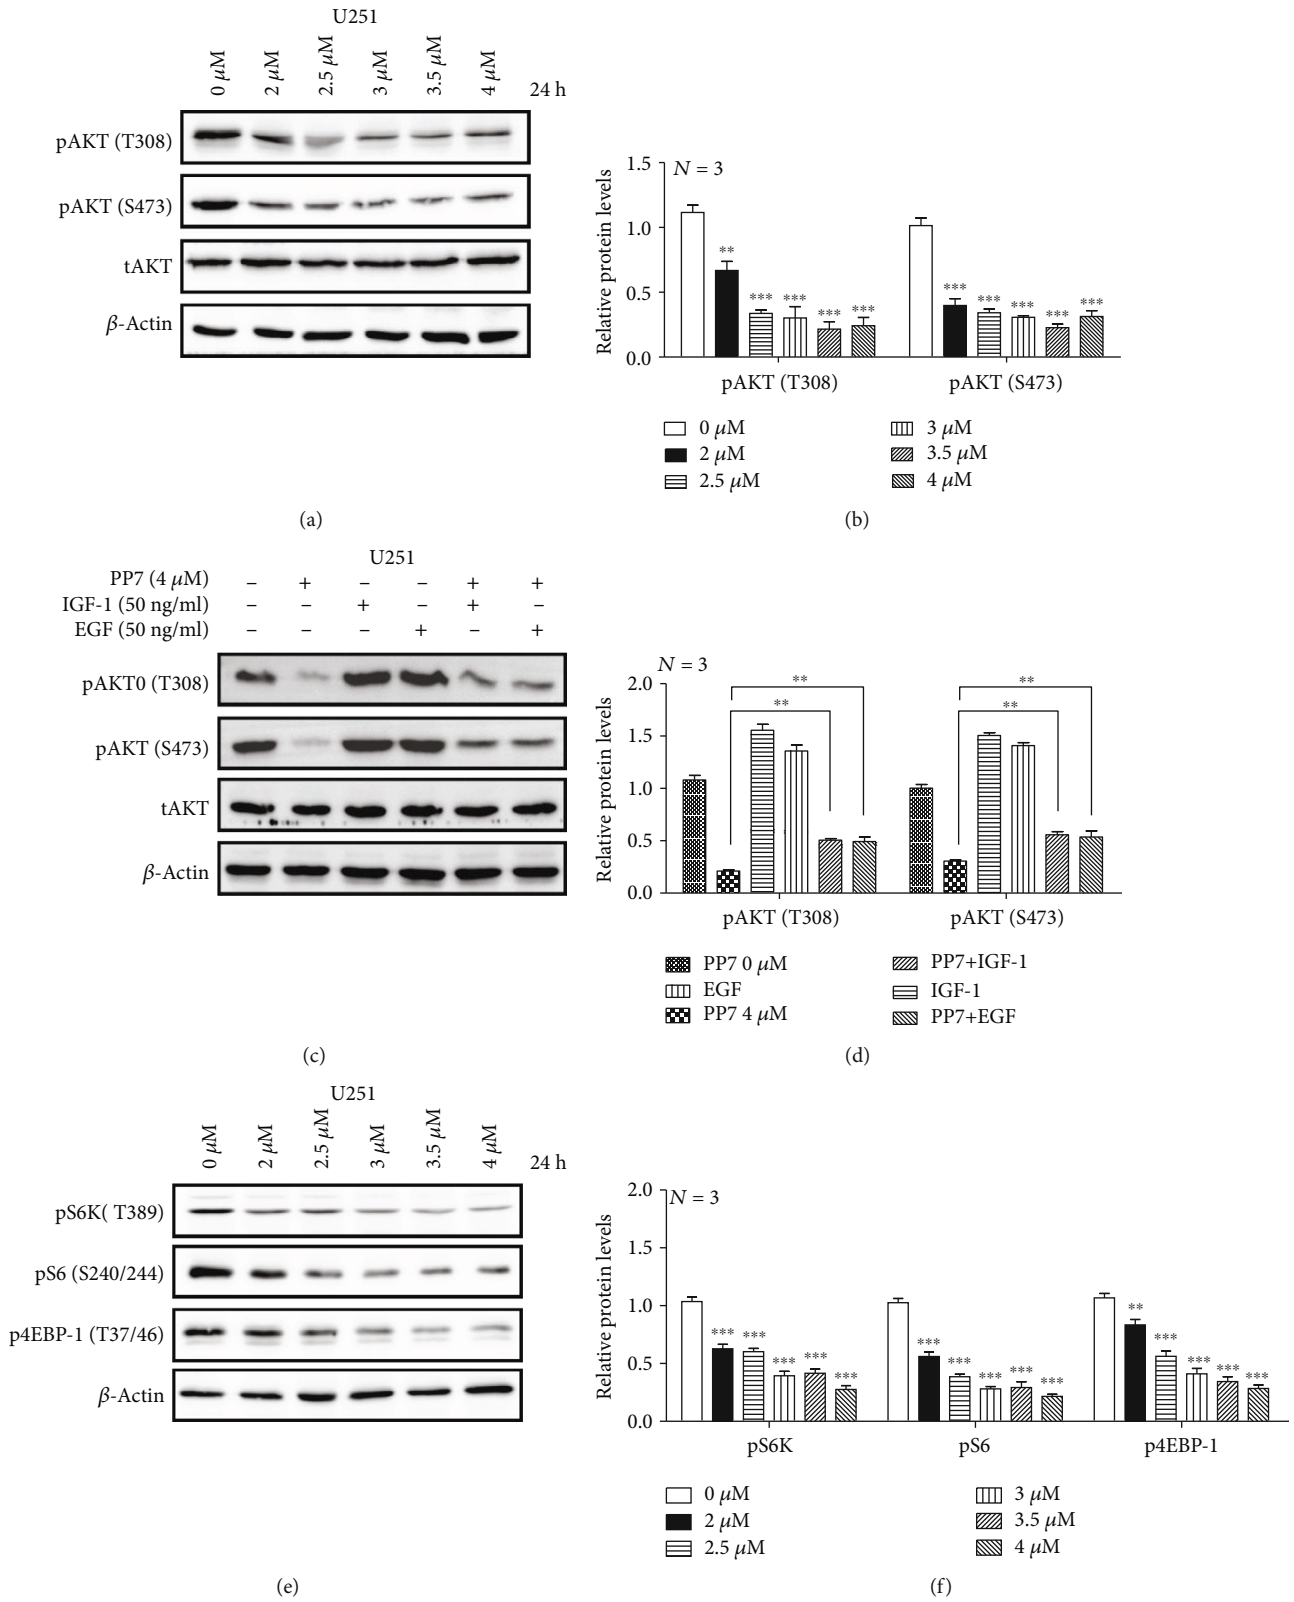 U251
0 μM 2 μM 2.5 μM 3 μM 3.5 μM 4 μM 24 h
pAKT (T308)
pAKT (S473)
tAKT
β-Actin
(a)
N = 3
Relative protein levels
1.5
1.0
0.5
0.0
** *** *** *** *** *** *** *** *** ***
pAKT (T308) pAKT (S473)
0 μM 3 μM
2 μM 3.5 μM
2.5 μM 4 μM
(b)
U251
PP7 (4 μM) – + – – + +
IGF-1 (50 ng/ml) – – + – + –
EGF (50 ng/ml) – – – + – +
pAKT0 (T308)
pAKT (S473)
tAKT
β-Actin
(c)
N = 3
Relative protein levels
2.0
1.5
1.0
0.5
0.0
** **
** **
pAKT (T308) pAKT (S473)
PP7 0 μM PP7+IGF-1
EGF IGF-1
PP7 4 μM PP7+EGF
(d)
U251
0 μM 2 μM 2.5 μM 3 μM 3.5 μM 4 μM 24 h
pS6K( T389)
pS6 (S240/244)
p4EBP-1 (T37/46)
β-Actin
(e)
N = 3
Relative protein levels
2.0
1.5
1.0
0.5
0.0
*** *** *** *** *** *** *** *** *** *** ** *** *** *** ***
pS6K pS6 p4EBP-1
0 μM 3 μM
2 μM 3.5 μM
2.5 μM 4 μM
(f)